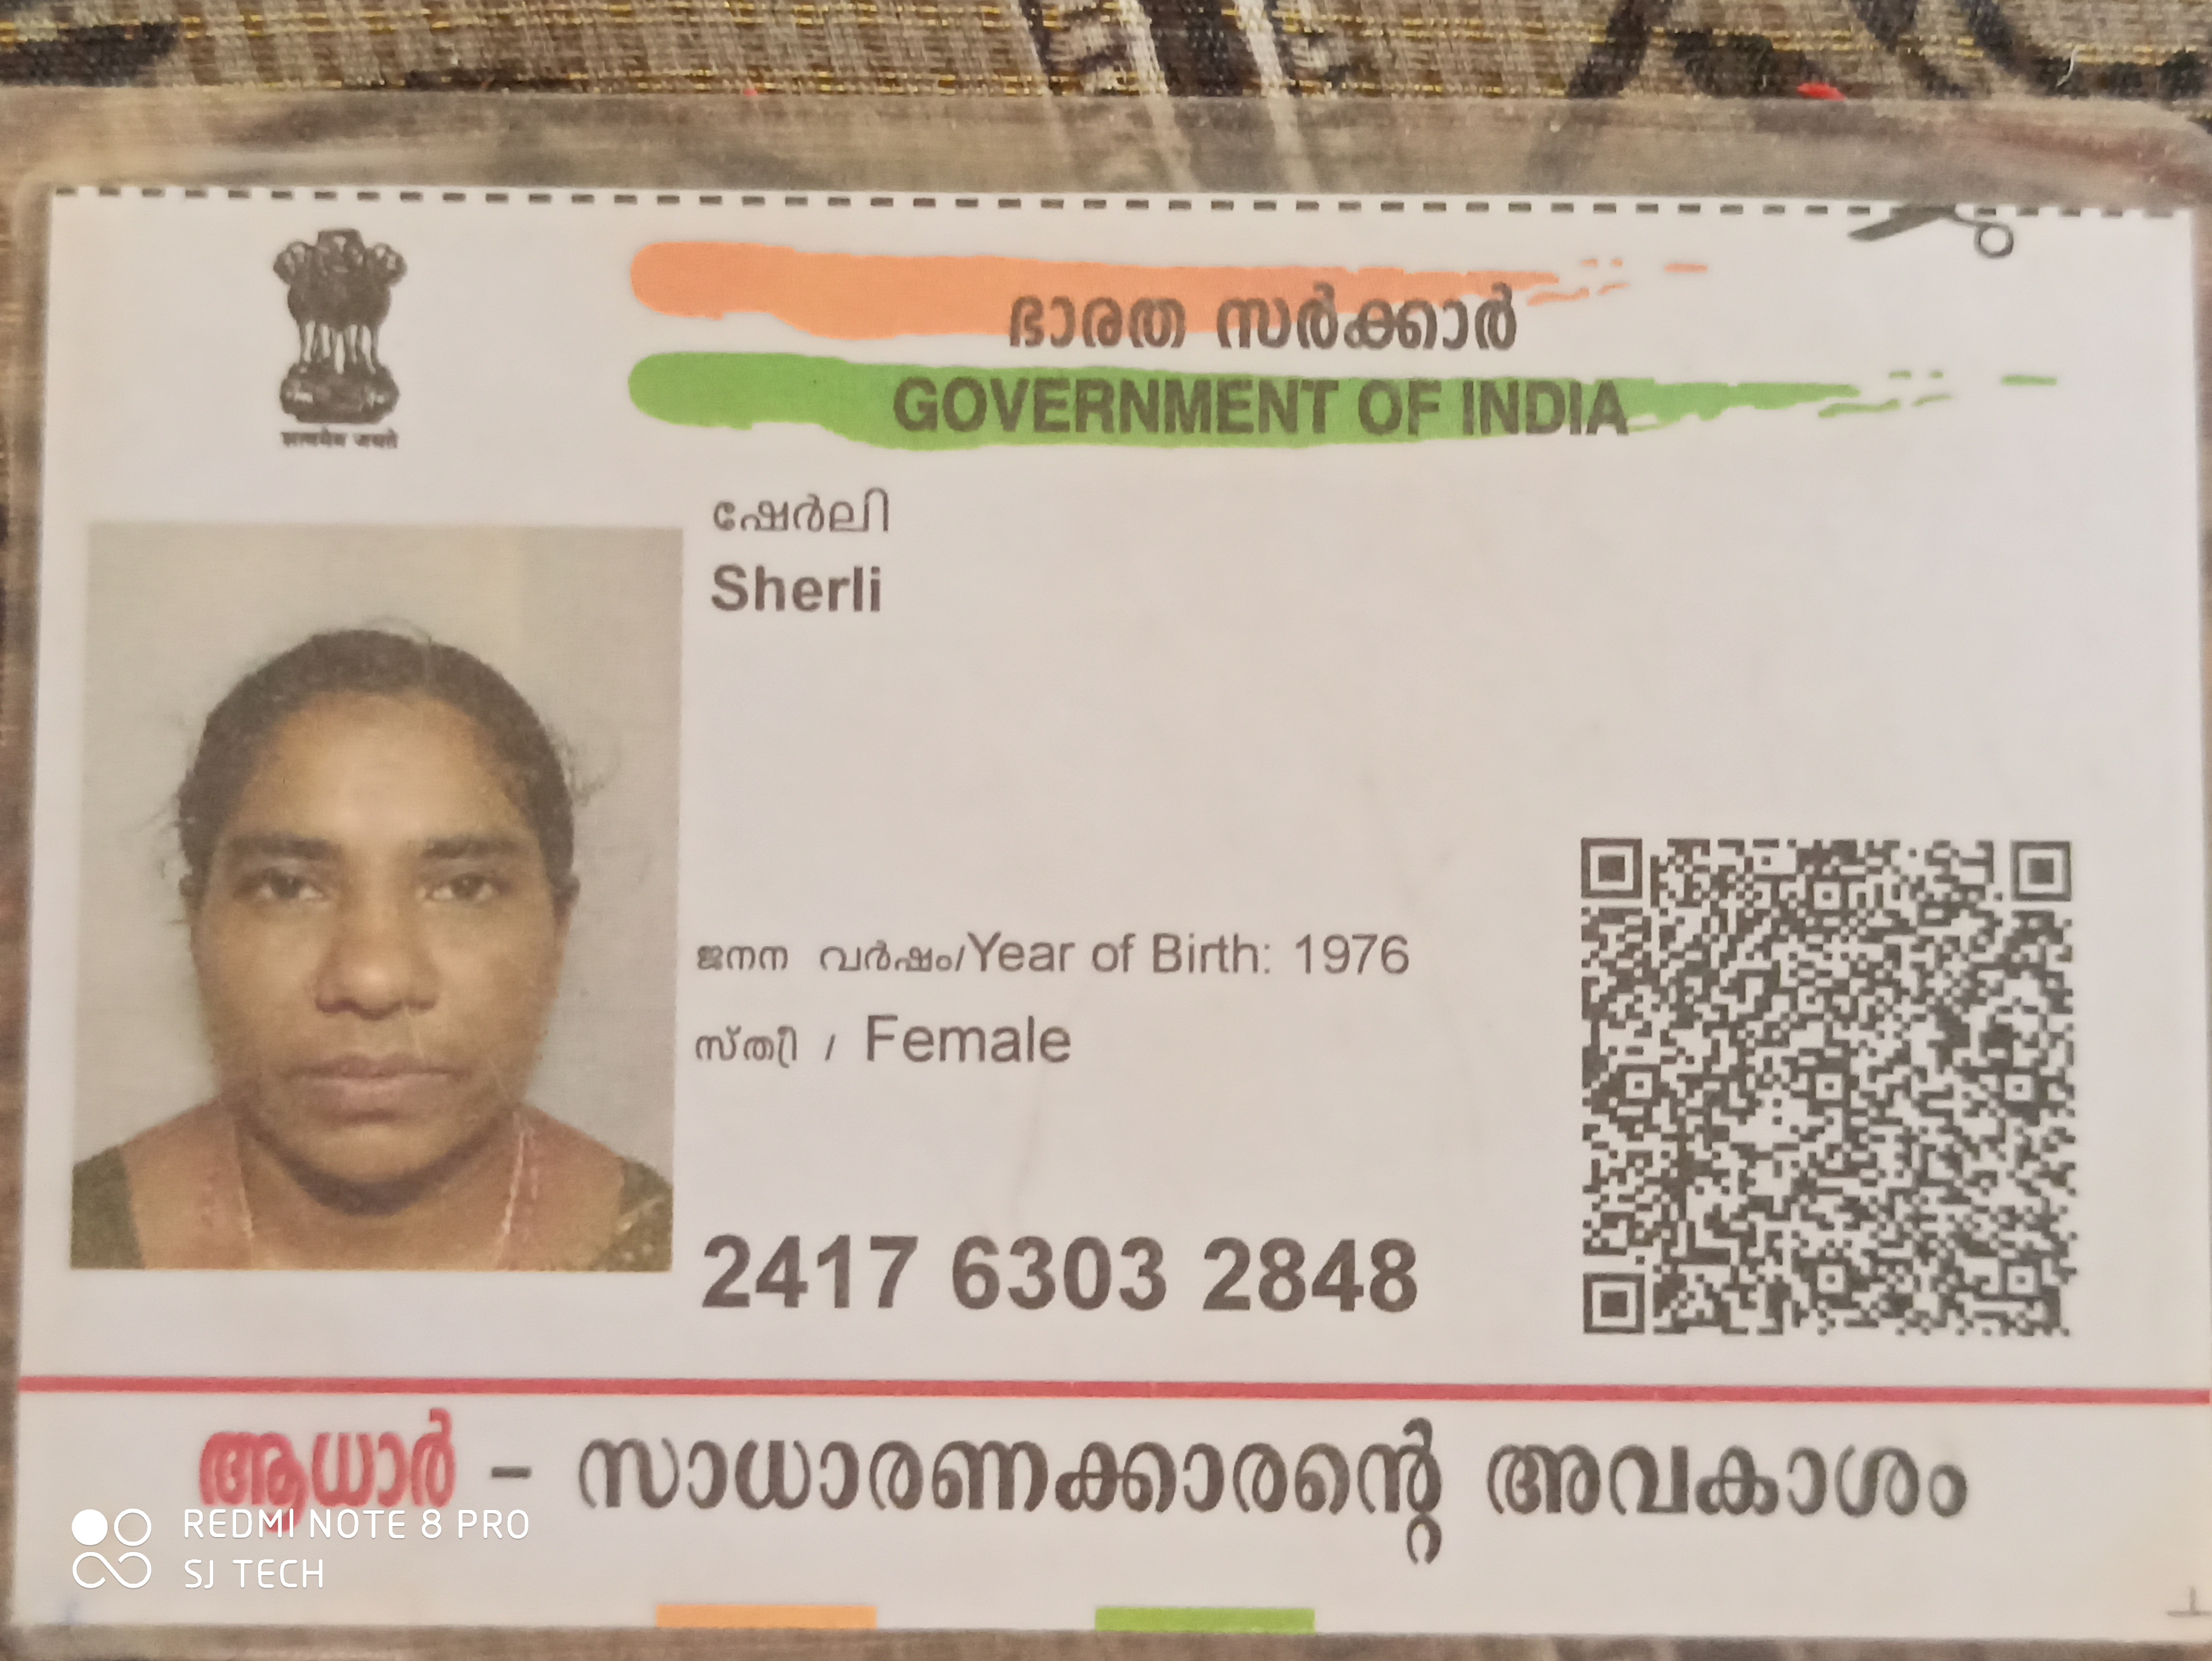 ഭാരത സർക്കാർ
GOVERNMENT OF INDIA
सत्यमेव जयते
ഷേർലി
Sherli
ജനന വർഷം/Year of Birth: 1976
സ്ത്രീ / Female
2417 6303 2848
ആധാർ - സാധാരണക്കാരന്റെ അവകാശം
REDMI NOTE 8 PRO
SJ TECH